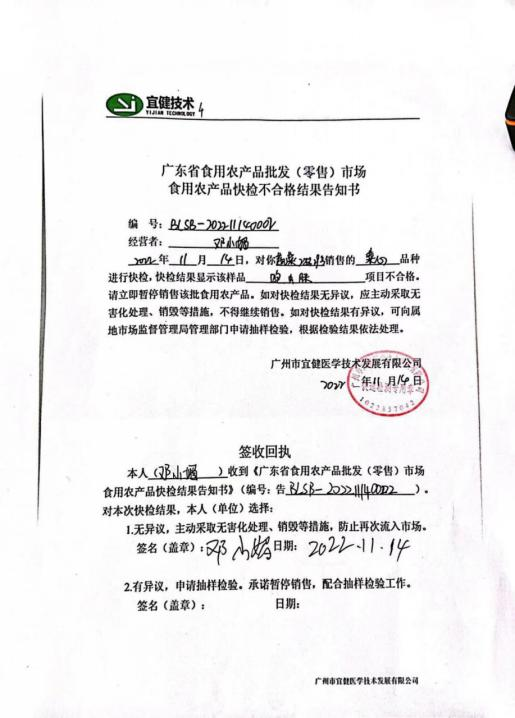 宜健技术
YIJIAN TECHNOLOGY
广东省食用农产品批发（零售）市场
食用农产品快检不合格结果告知书
编 号：BLSB-202211140002
经营者：邓小娟
2022 年 11 月 14 日，对你 销售的 品种
进行快检，快检结果显示该样品 项目不合格。
请立即暂停销售该批食用农产品。如对快检结果无异议，应主动采取无
害化处理、销毁等措施，不得继续销售。如对快检结果有异议，可向属
地市场监督管理局管理部门申请抽样检验，根据检验结果依法处理。
广州市宜健医学技术发展有限公司
2022 年 11 月 14 日
签收回执
本人（邓小娟）收到《广东省食用农产品批发（零售）市场
食用农产品快检结果告知书》（编号：告 BLSB-202211140002）。
对本次快检结果，本人（单位）选择：
1.无异议，主动采取无害化处理、销毁等措施，防止再次流入市场。
签名（盖章）：邓小娟 日期：2022.11.14
2.有异议，申请抽样检验。承诺暂停销售，配合抽样检验工作。
签名（盖章）： 日期：
广州市宜健医学技术发展有限公司